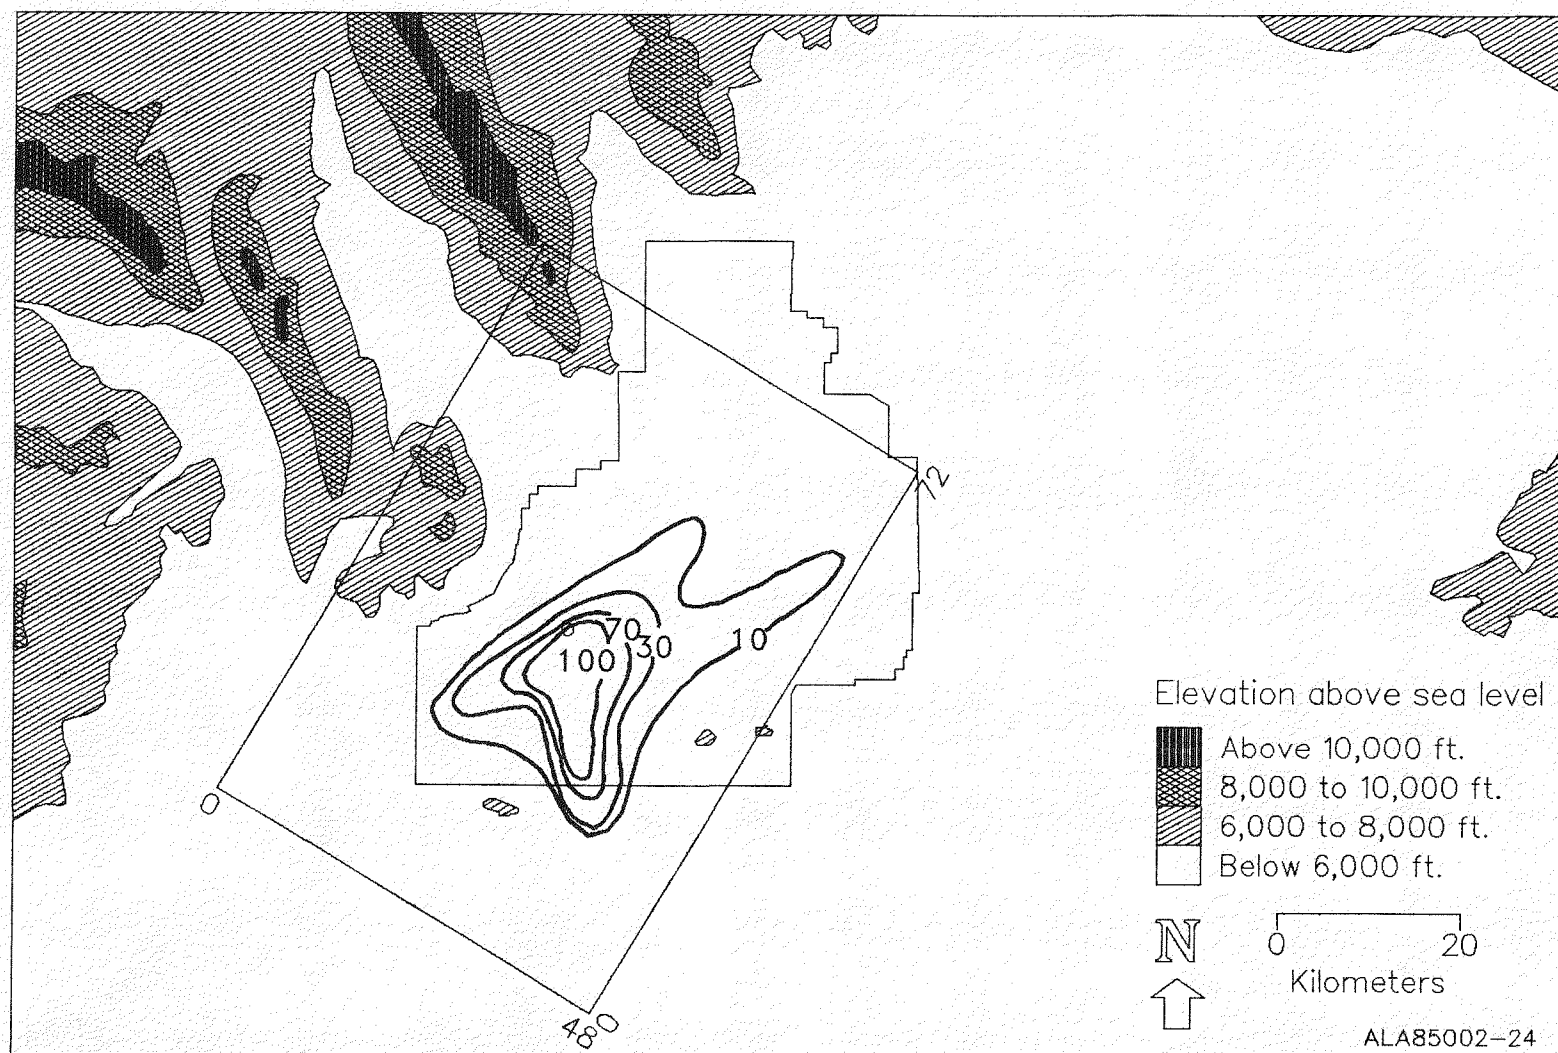 72
70
30
10
100
Elevation above sea level
Above 10,000 ft.
8,000 to 10,000 ft.
6,000 to 8,000 ft.
Below 6,000 ft.
0
N
0 20
Kilometers
48 0
ALA85002-24